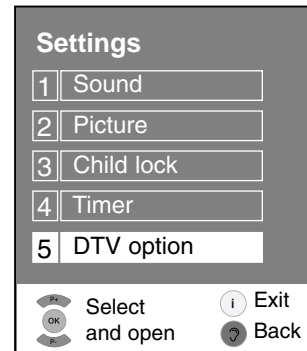 Settings
1 Sound
2 Picture
3 Child lock
4 Timer
5 DTV option
P+
OK
P-
Select
and open
i Exit
Back